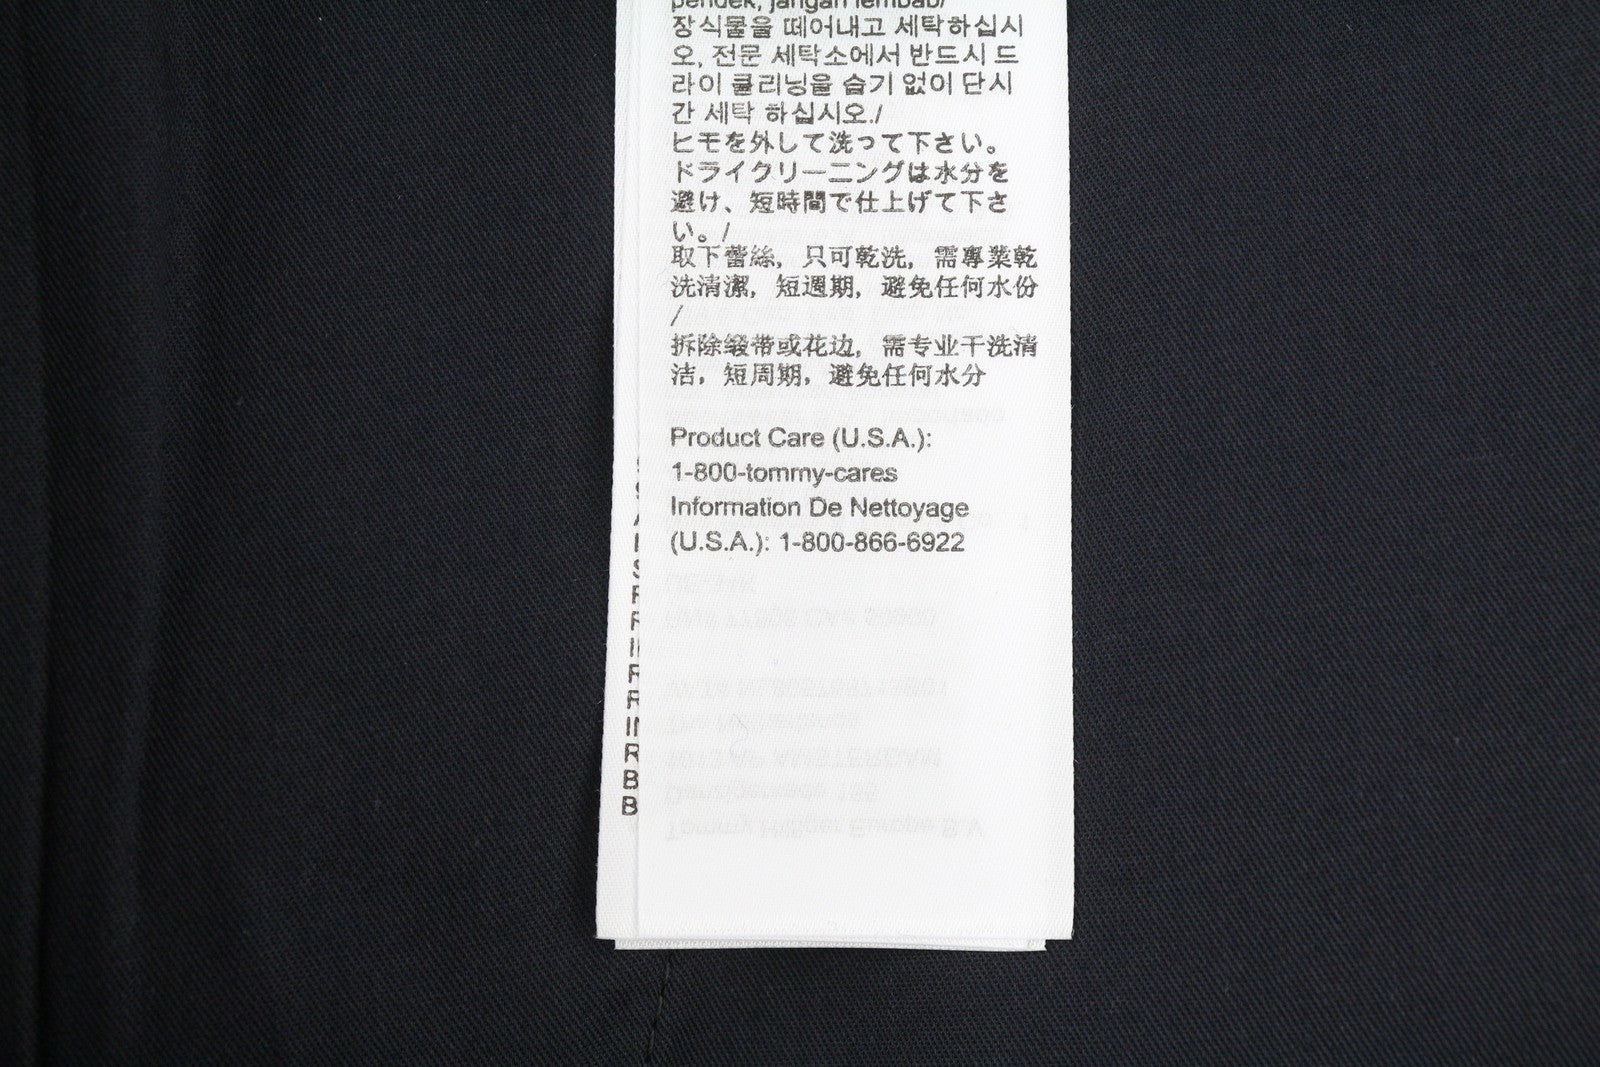 pendek, jangan lembab/
장식물을 떼어내고 세탁하십시
오, 전문 세탁소에서 반드시 드
라이 클리닝을 습기 없이 단시
간 세탁 하십시오./
ヒモを外して洗って下さい。
ドライクリーニングは水分を
避け、短時間で仕上げて下さ
い。/
取下蕾絲，只可乾洗，需專業乾
洗清潔，短週期，避免任何水份
/
拆除缎带或花边，需专业干洗清
洁，短周期，避免任何水分
Product Care (U.S.A.):
1-800-tommy-cares
Information De Nettoyage
(U.S.A.): 1-800-866-6922